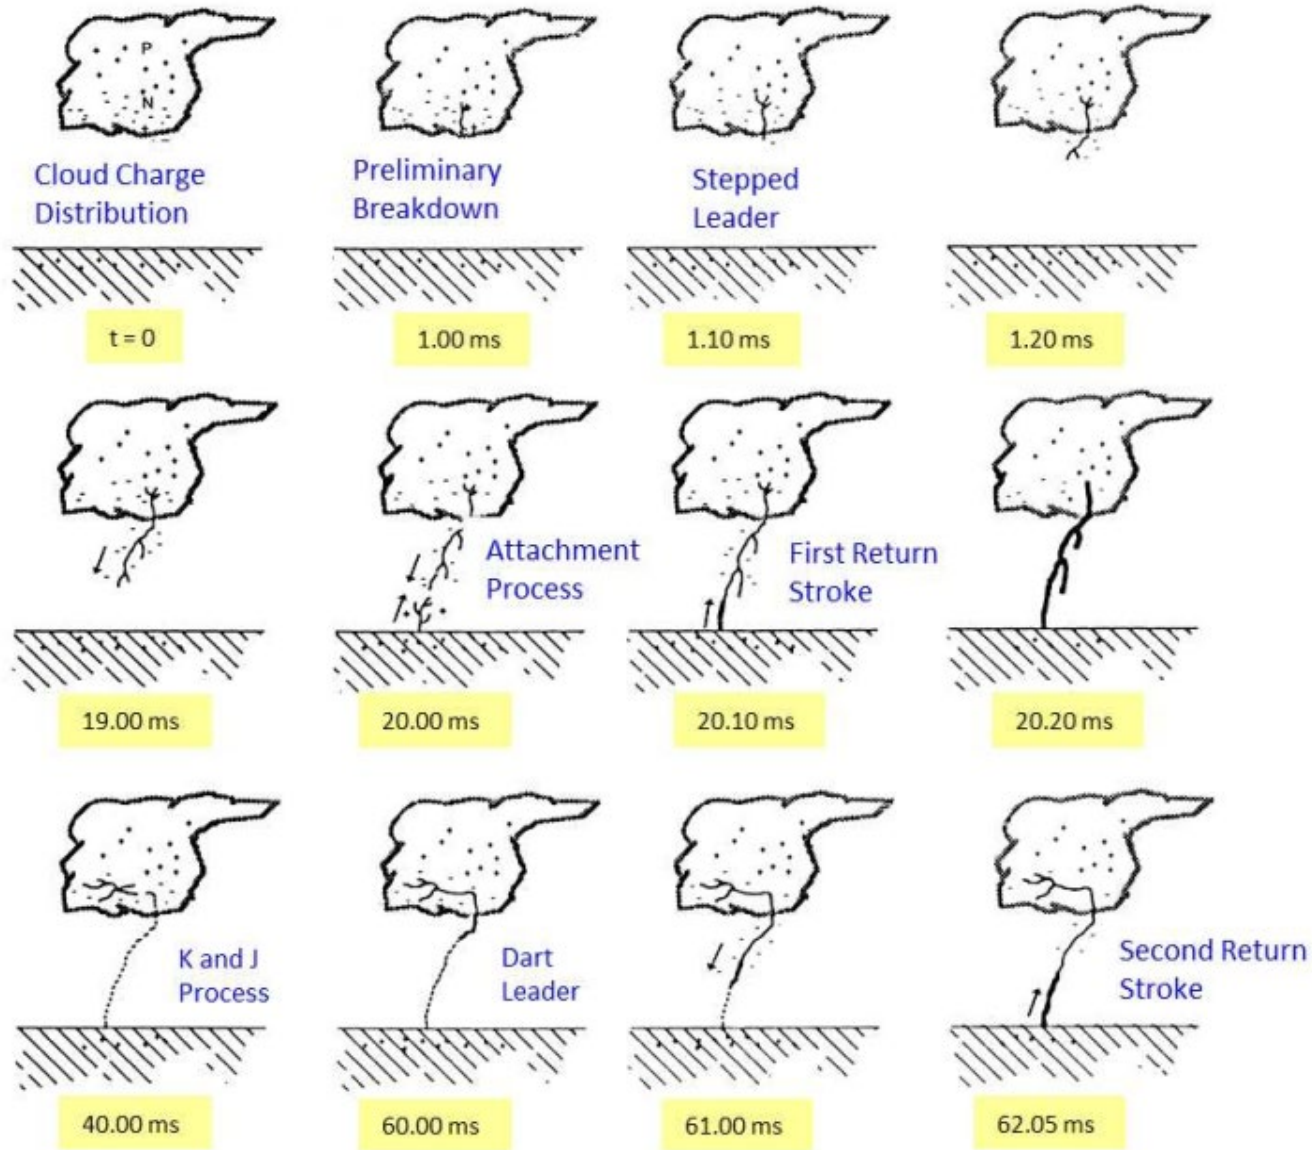 P
N
Cloud Charge
Distribution
Preliminary
Breakdown
Stepped
Leader
t = 0
1.00 ms
1.10 ms
1.20 ms
Attachment
Process
First Return
Stroke
19.00 ms
20.00 ms
20.10 ms
20.20 ms
K and J
Process
Dart
Leader
Second Return
Stroke
40.00 ms
60.00 ms
61.00 ms
62.05 ms